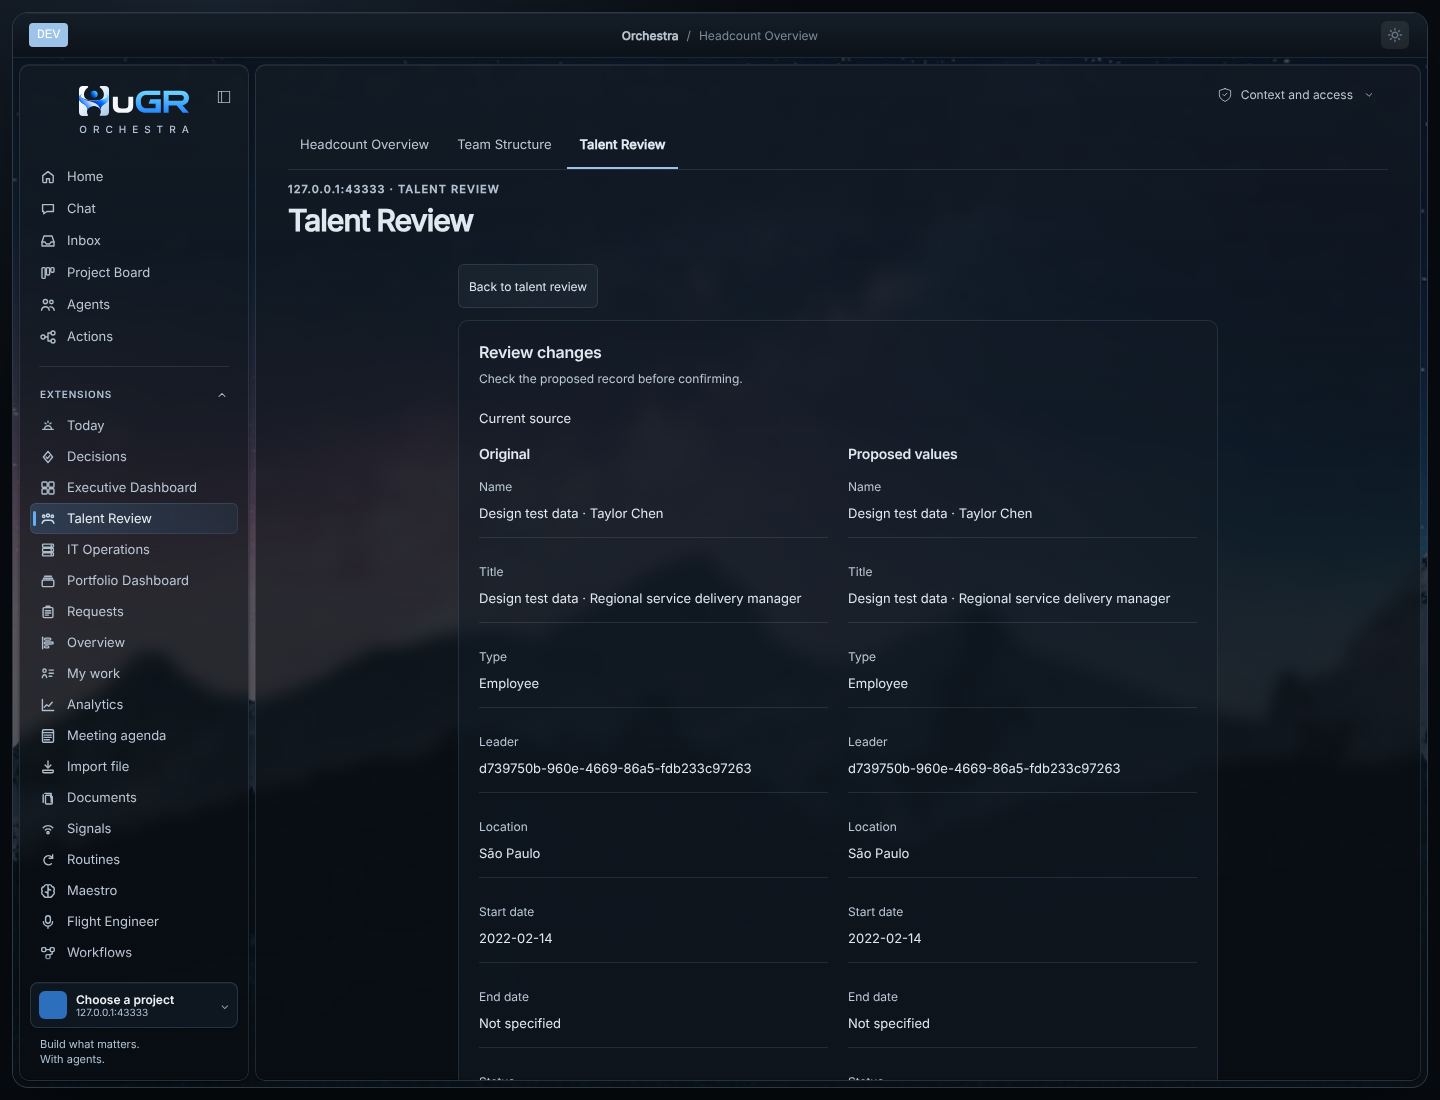 DEV
Orchestra / Headcount Overview
HuGR
ORCHESTRA
Context and access
Home
Chat
Inbox
Project Board
Agents
Actions
EXTENSIONS
Today
Decisions
Executive Dashboard
Talent Review
IT Operations
Portfolio Dashboard
Requests
Overview
My work
Analytics
Meeting agenda
Import file
Documents
Signals
Routines
Maestro
Flight Engineer
Workflows
Choose a project
127.0.0.1:43333
Build what matters.
With agents.
Headcount Overview Team Structure Talent Review
127.0.0.1:43333 · TALENT REVIEW
Talent Review
Back to talent review
Review changes
Check the proposed record before confirming.
Current source
Original
Name
Design test data · Taylor Chen
Title
Design test data · Regional service delivery manager
Type
Employee
Leader
d739750b-960e-4669-86a5-fdb233c97263
Location
São Paulo
Start date
2022-02-14
End date
Not specified
Proposed values
Name
Design test data · Taylor Chen
Title
Design test data · Regional service delivery manager
Type
Employee
Leader
d739750b-960e-4669-86a5-fdb233c97263
Location
São Paulo
Start date
2022-02-14
End date
Not specified